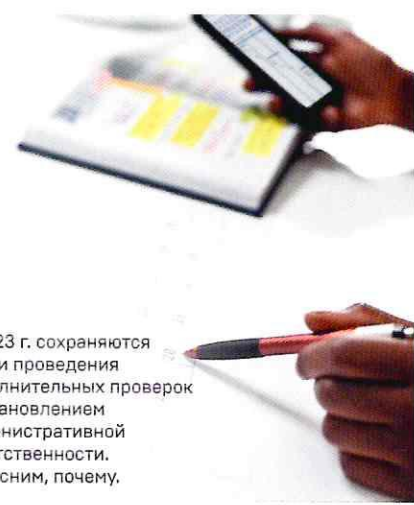 23 г. сохраняются
и проведения
лнительных проверок
ановлением
нистративной
тственности.
сним, почему.